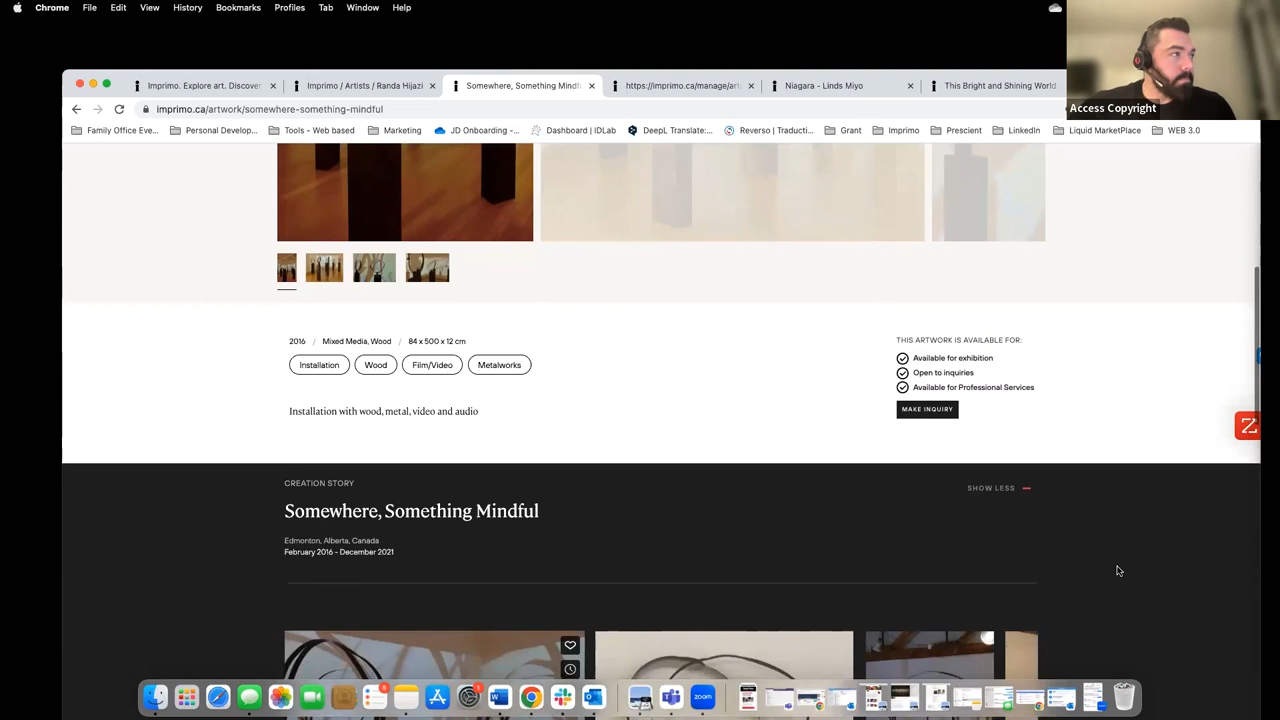 Chrome File Edit View History Bookmarks Profiles Tab Window Help
Access Copyright
Imprimo. Explore art. Discover
Imprimo / Artists / Randa Hijazi
Somewhere, Something Mindfu
https://imprimo.ca/manage/art
Niagara - Linds Miyo
This Bright and Shining World
imprimo.ca/artwork/somewhere-something-mindful
Family Office Eve... Personal Develop... Tools - Web based Marketing JD Onboarding -... Dashboard | IDLab DeepL Translate:... Reverso | Traducti... Grant Imprimo Prescient LinkedIn Liquid MarketPlace WEB 3.0
2016 / Mixed Media, Wood / 84 x 500 x 12 cm
Installation Wood Film/Video Metalworks
Installation with wood, metal, video and audio
THIS ARTWORK IS AVAILABLE FOR:
Available for exhibition
Open to inquiries
Available for Professional Services
MAKE INQUIRY
CREATION STORY
SHOW LESS
Somewhere, Something Mindful
Edmonton, Alberta, Canada
February 2016 - December 2021
zoom